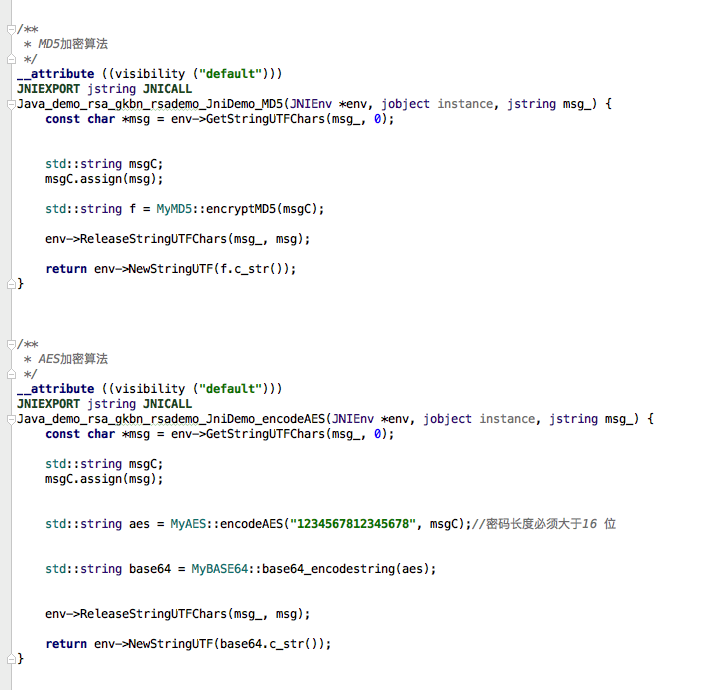 /**
 * MD5加密算法
 */
__attribute ((visibility ("default")))
JNIEXPORT jstring JNICALL
Java_demo_rsa_gkbn_rsademo_JniDemo_MD5(JNIEnv *env, jobject instance, jstring msg_) {
    const char *msg = env->GetStringUTFChars(msg_, 0);
    std::string msgC;
    msgC.assign(msg);
    std::string f = MyMD5::encryptMD5(msgC);
    env->ReleaseStringUTFChars(msg_, msg);
    return env->NewStringUTF(f.c_str());
}
/**
 * AES加密算法
 */
__attribute ((visibility ("default")))
JNIEXPORT jstring JNICALL
Java_demo_rsa_gkbn_rsademo_JniDemo_encodeAES(JNIEnv *env, jobject instance, jstring msg_) {
    const char *msg = env->GetStringUTFChars(msg_, 0);
    std::string msgC;
    msgC.assign(msg);
    std::string aes = MyAES::encodeAES("1234567812345678", msgC);//密码长度必须大于16 位
    std::string base64 = MyBASE64::base64_encodestring(aes);
    env->ReleaseStringUTFChars(msg_, msg);
    return env->NewStringUTF(base64.c_str());
}